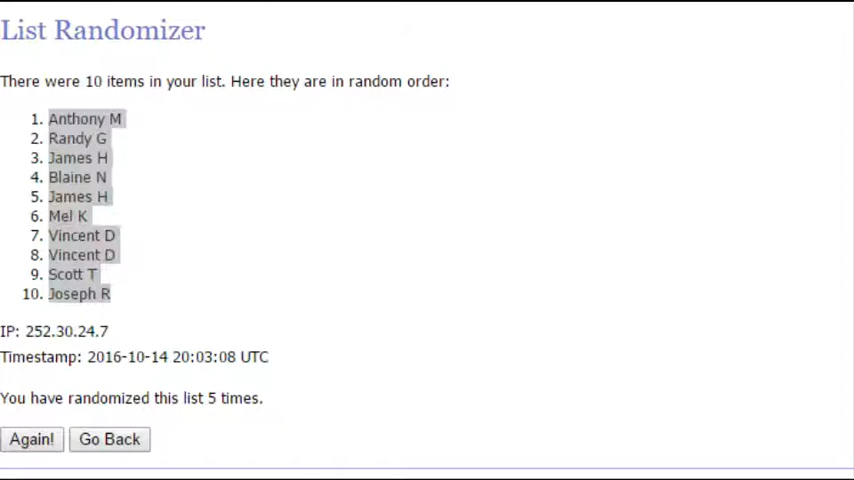 List Randomizer
There were 10 items in your list. Here they are in random order:
1. Anthony M
2. Randy G
3. James H
4. Blaine N
5. James H
6. Mel K
7. Vincent D
8. Vincent D
9. Scott T
10. Joseph R
IP: 252.30.24.7
Timestamp: 2016-10-14 20:03:08 UTC
You have randomized this list 5 times.
Again! Go Back